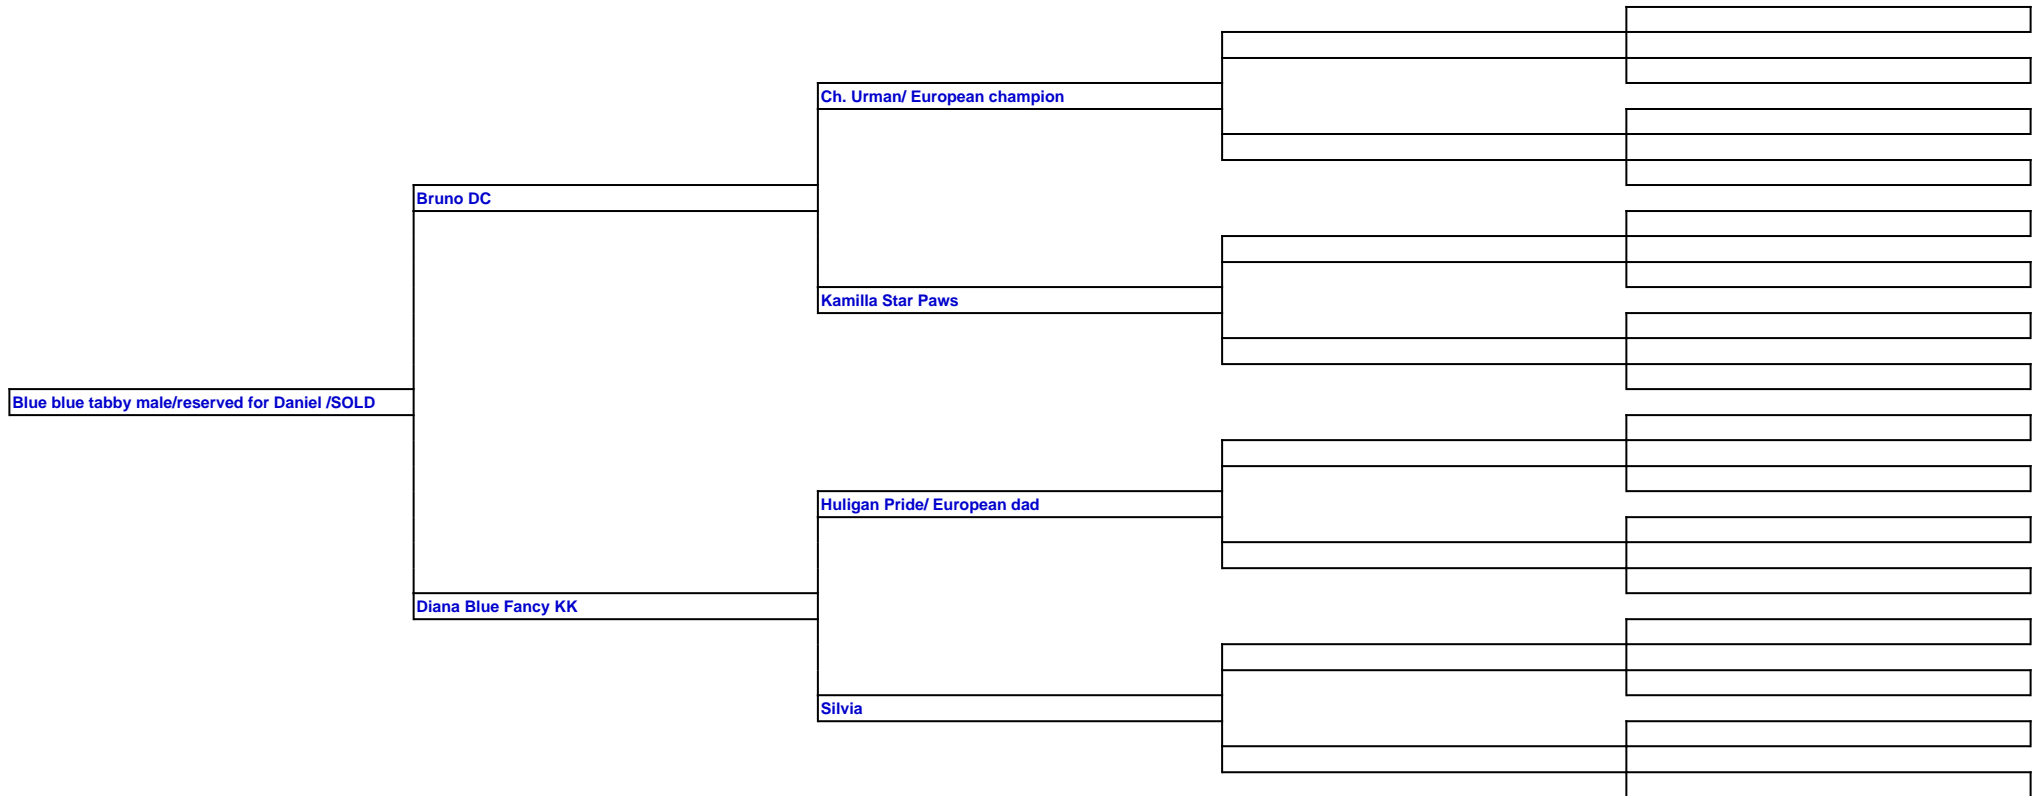 Ch. Urman/ European champion
Bruno DC
Kamilla Star Paws
Blue blue tabby male/reserved for Daniel /SOLD
Huligan Pride/ European dad
Diana Blue Fancy KK
Silvia